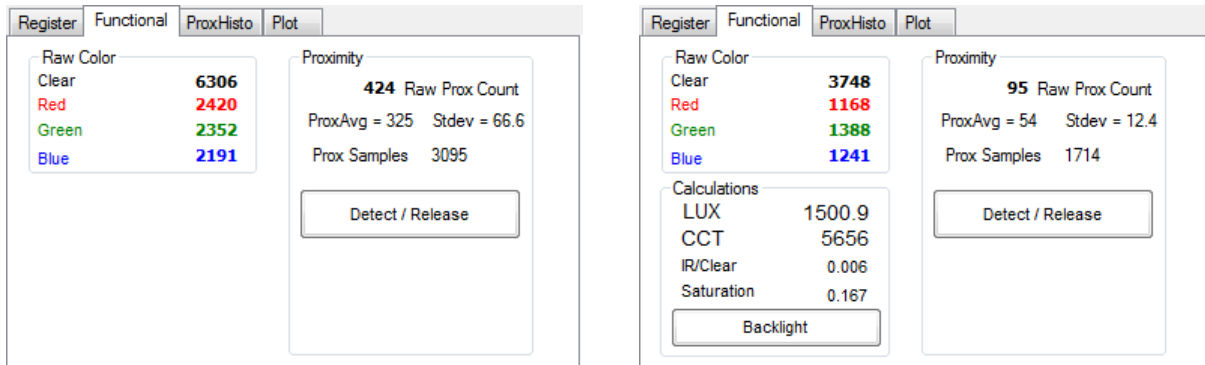 Register Functional ProxHisto Plot
Raw Color
Clear 6306
Red 2420
Green 2352
Blue 2191
Proximity
424 Raw Prox Count
ProxAvg = 325 Stdev = 66.6
Prox Samples 3095
Detect / Release
Register Functional ProxHisto Plot
Raw Color
Clear 3748
Red 1168
Green 1388
Blue 1241
Calculations
LUX 1500.9
CCT 5656
IR/Clear 0.006
Saturation 0.167
Backlight
Proximity
95 Raw Prox Count
ProxAvg = 54 Stdev = 12.4
Prox Samples 1714
Detect / Release